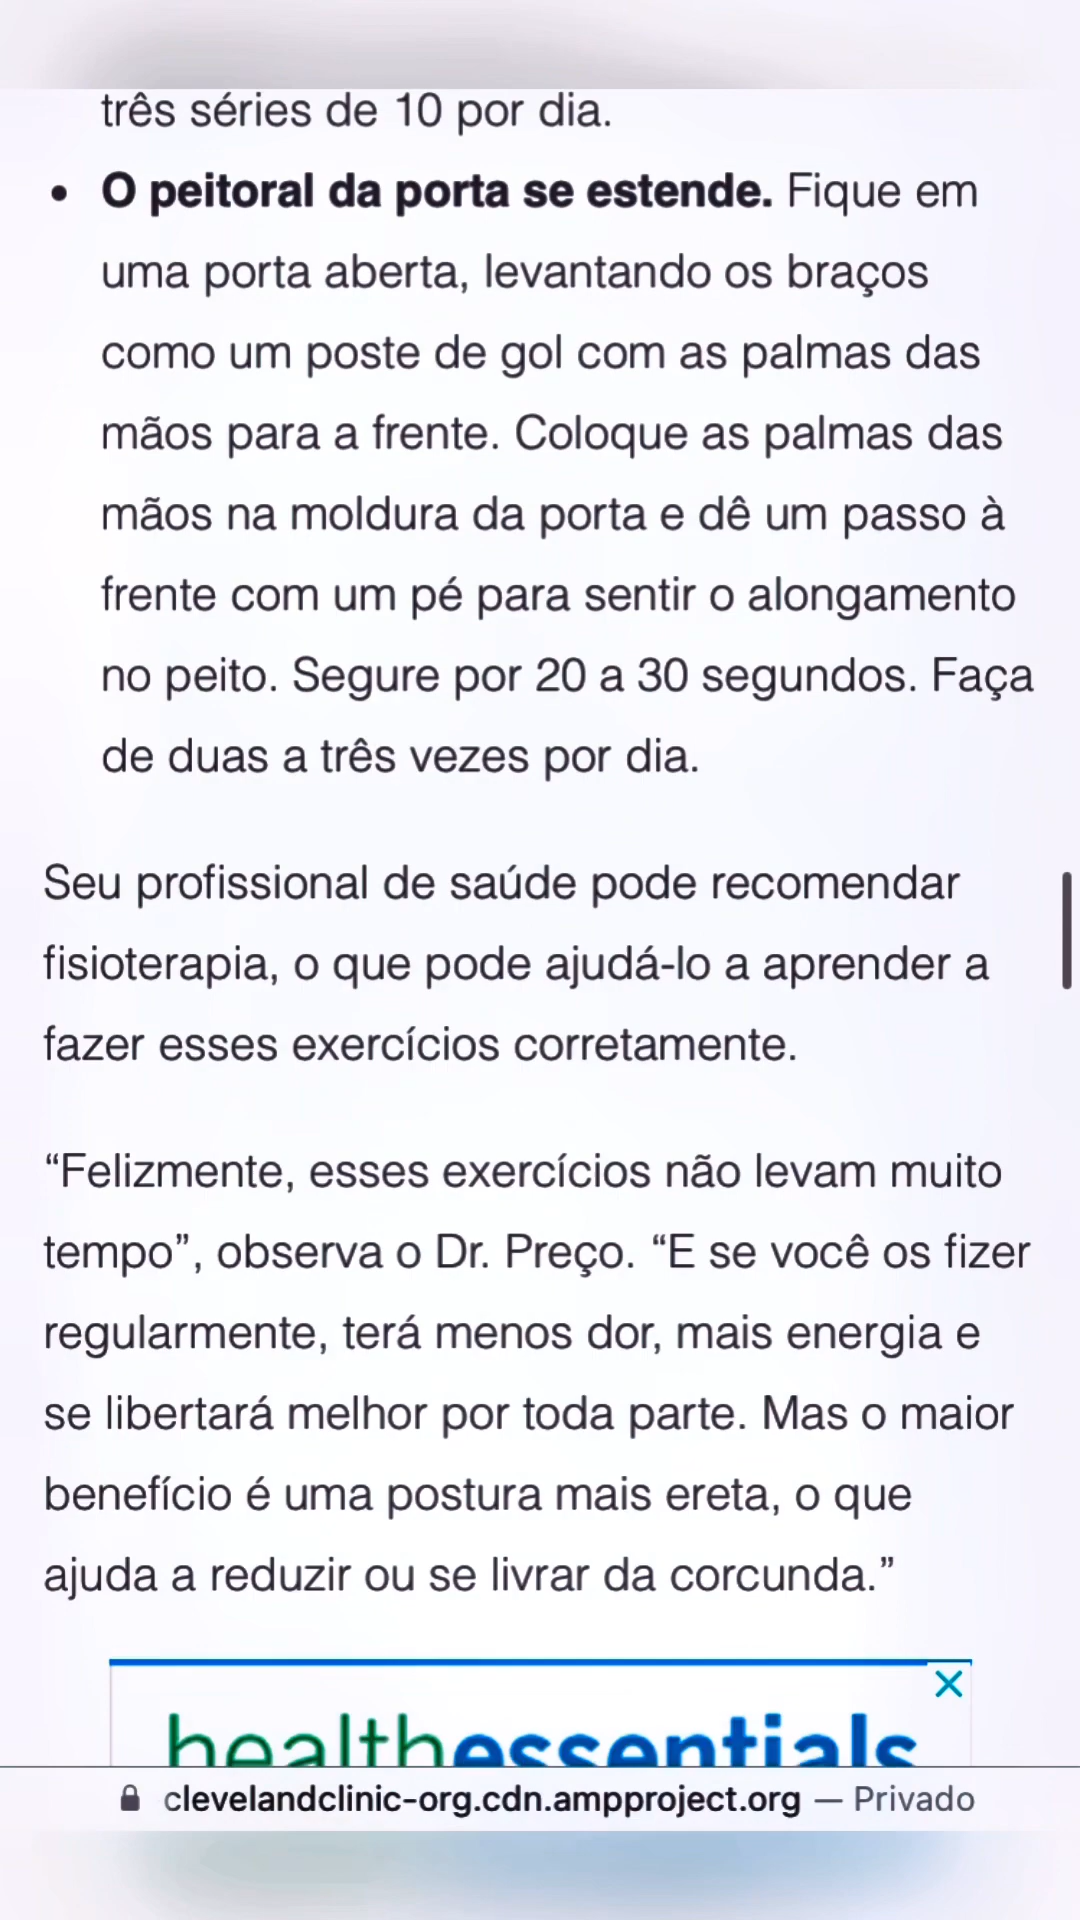 três séries de 10 por dia.
• O peitoral da porta se estende. Fique em
uma porta aberta, levantando os braços
como um poste de gol com as palmas das
mãos para a frente. Coloque as palmas das
mãos na moldura da porta e dê um passo à
frente com um pé para sentir o alongamento
no peito. Segure por 20 a 30 segundos. Faça
de duas a três vezes por dia.
Seu profissional de saúde pode recomendar
fisioterapia, o que pode ajudá-lo a aprender a
fazer esses exercícios corretamente.
“Felizmente, esses exercícios não levam muito
tempo”, observa o Dr. Preço. “E se você os fizer
regularmente, terá menos dor, mais energia e
se libertará melhor por toda parte. Mas o maior
benefício é uma postura mais ereta, o que
ajuda a reduzir ou se livrar da corcunda.”
healthessentials
clevelandclinic-org.cdn.ampproject.org — Privado